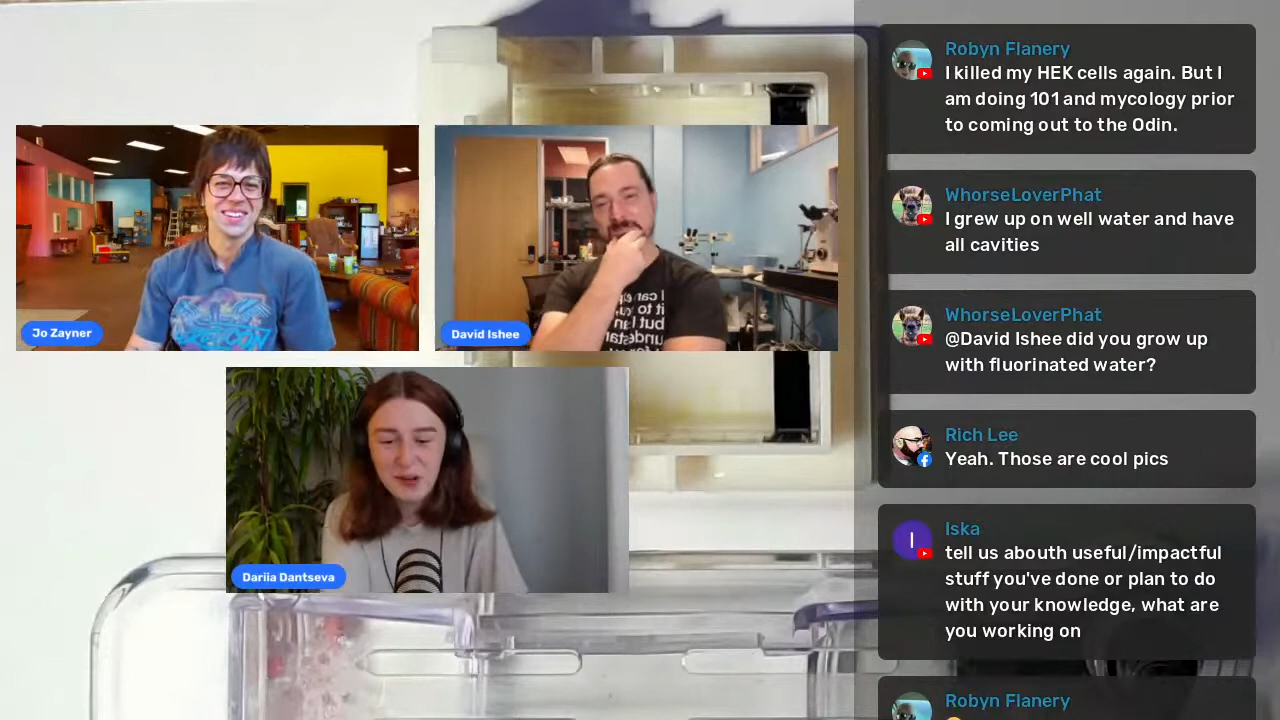 Jo Zayner
David Ishee
Dariia Dantseva
Robyn Flanery
I killed my HEK cells again. But I
am doing 101 and mycology prior
to coming out to the Odin.
WhorseLoverPhat
I grew up on well water and have
all cavities
WhorseLoverPhat
@David Ishee did you grow up
with fluorinated water?
Rich Lee
Yeah. Those are cool pics
I
Iska
tell us abouth useful/impactful
stuff you've done or plan to do
with your knowledge, what are
you working on
Robyn Flanery